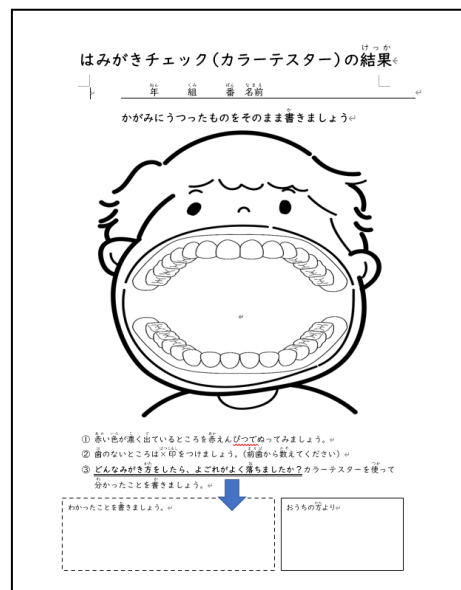 はみがきチェック(カラーテスター)の結果
年 組 番 名前
かがみにうつったものをそのまま書きましょう
① 赤い色が濃く出ているところを赤えんぴつでぬってみましょう。
② 歯のないところは×印をつけましょう。(前歯から数えてください)
③ どんなみがき方をしたら、よごれがよく落ちましたか?カラーテスターを使って
分かったことを書きましょう。
わかったことを書きましょう。
おうちの方より